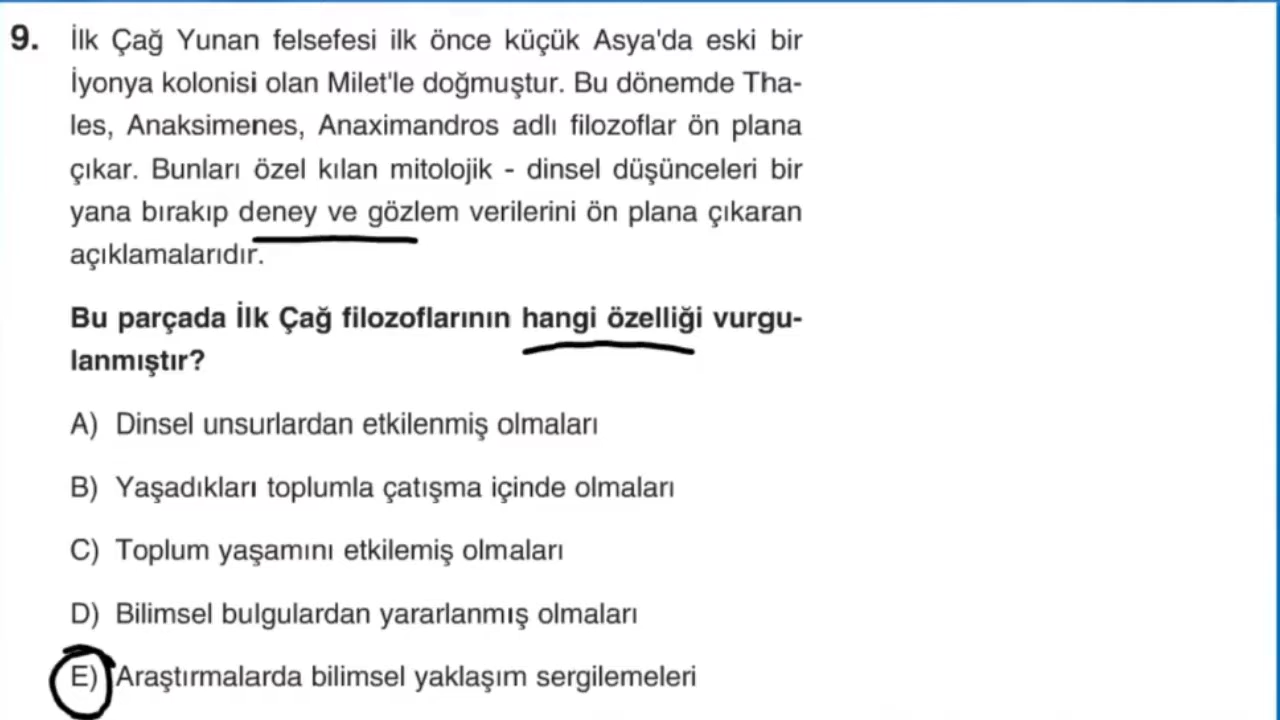 9. İlk Çağ Yunan felsefesi ilk önce küçük Asya'da eski bir
İyonya kolonisi olan Milet'le doğmuştur. Bu dönemde Tha-
les, Anaksimenes, Anaximandros adlı filozoflar ön plana
çıkar. Bunları özel kılan mitolojik - dinsel düşünceleri bir
yana bırakıp deney ve gözlem verilerini ön plana çıkaran
açıklamalarıdır.
Bu parçada İlk Çağ filozoflarının hangi özelliği vurgu-
lanmıştır?
A) Dinsel unsurlardan etkilenmiş olmaları
B) Yaşadıkları toplumla çatışma içinde olmaları
C) Toplum yaşamını etkilemiş olmaları
D) Bilimsel bulgulardan yararlanmış olmaları
E) Araştırmalarda bilimsel yaklaşım sergilemeleri